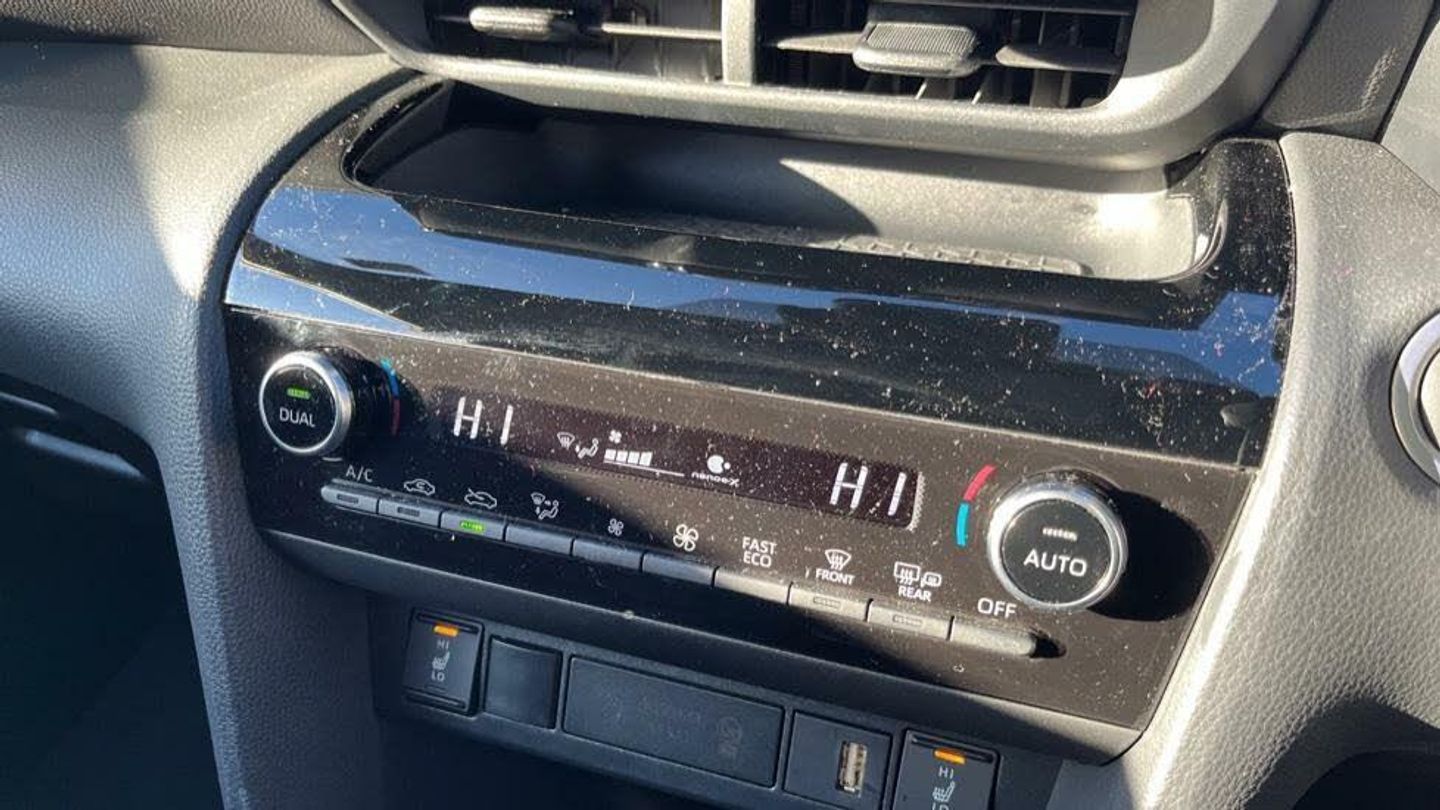 HI
nanoe-X
HI
DUAL
A/C
FAST
ECO
FRONT
REAR
OFF
AUTO
HI
LO
HI
LO